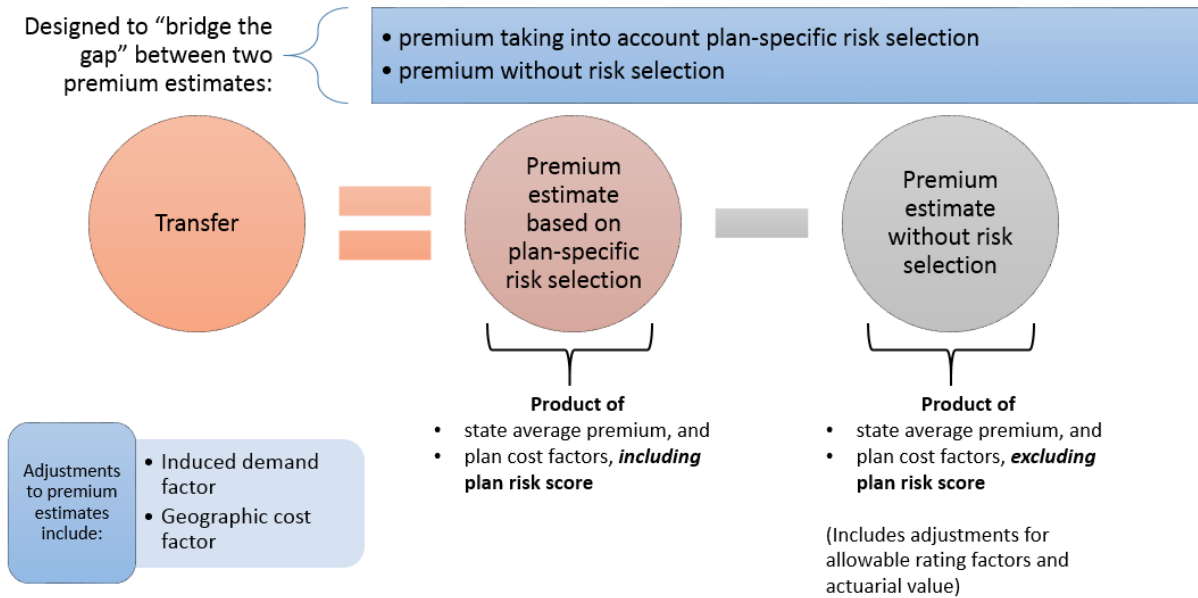 Designed to “bridge the
gap” between two
premium estimates:
• premium taking into account plan-specific risk selection
• premium without risk selection
Transfer
Premium
estimate
based on
plan-specific
risk selection
Premium
estimate
without risk
selection
Product of
• state average premium, and
• plan cost factors, including
plan risk score
Product of
• state average premium, and
• plan cost factors, excluding
plan risk score
(Includes adjustments for
allowable rating factors and
actuarial value)
Adjustments
to premium
estimates
include:
• Induced demand
factor
• Geographic cost
factor